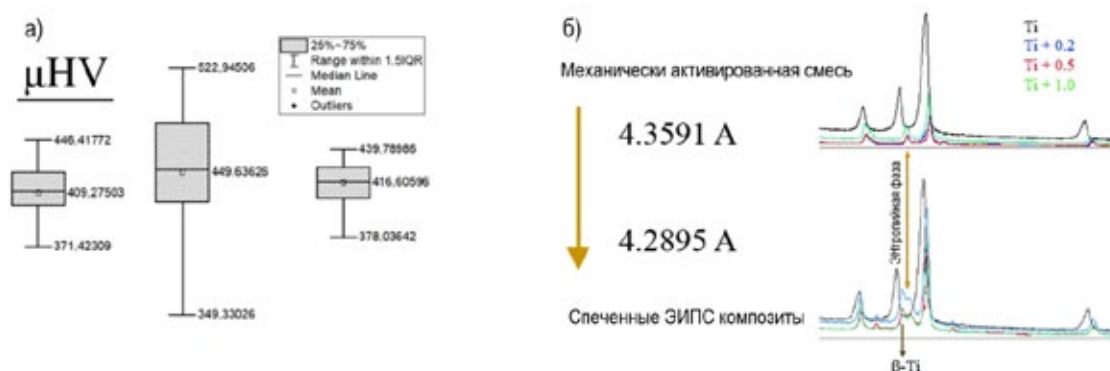 а)
μHV
522.94506
446.41772
449.63625
409.27503
371.42309
349.33026
439.78986
416.60596
378.03642
25%~75%
Range within 1.5IQR
Median Line
Mean
Outliers
б)
Механически активированная смесь
4.3591 A
4.2895 A
Спеченные ЭИПС композиты
Ti
Ti + 0.2
Ti + 0.5
Ti + 1.0
Энтропийная фаза
β-Ti